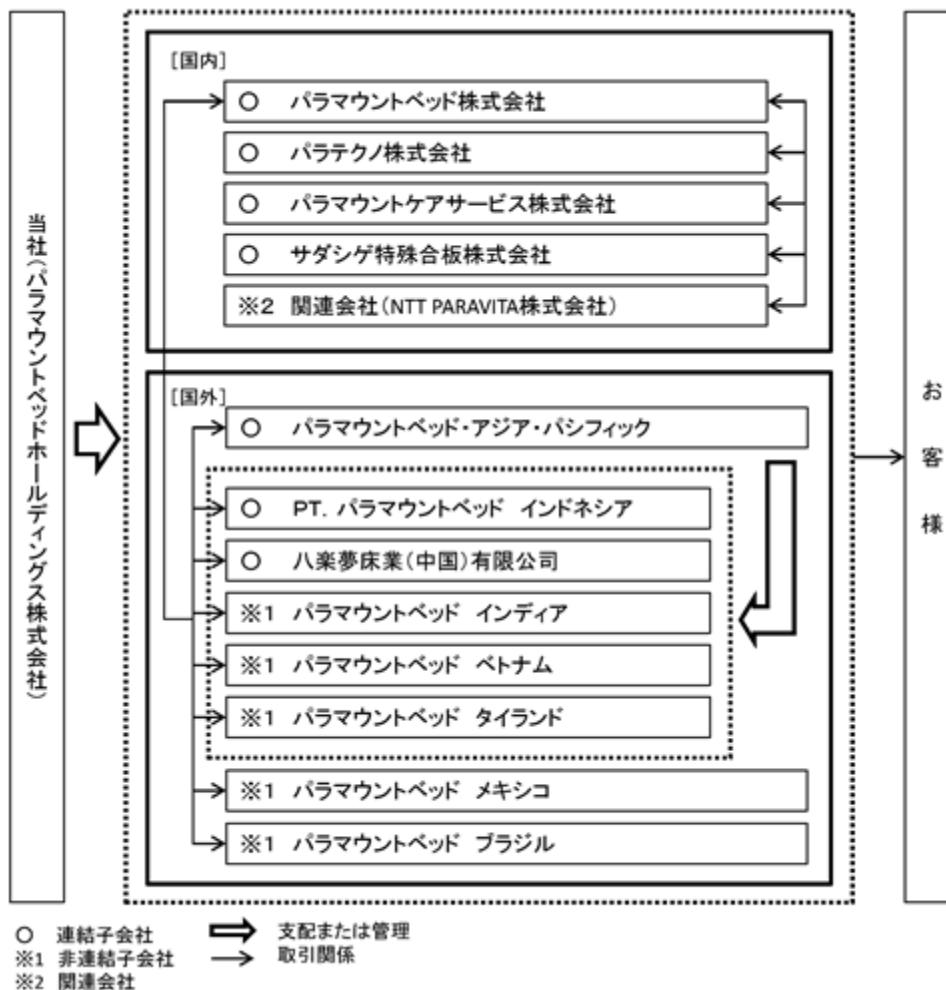 当社(パラマウントベッドホールディングス株式会社)
[国内]
○ パラマウントベッド株式会社
○ パラテクノ株式会社
○ パラマウントケアサービス株式会社
○ サダシゲ特殊合板株式会社
※2 関連会社(NTT PARAVITA株式会社)
[国外]
○ パラマウントベッド・アジア・パシフィック
○ PT. パラマウントベッド インドネシア
○ 八楽夢床業(中国)有限公司
※1 パラマウントベッド インディア
※1 パラマウントベッド ベトナム
※1 パラマウントベッド タイランド
※1 パラマウントベッド メキシコ
※1 パラマウントベッド ブラジル
お客様
○ 連結子会社
※1 非連結子会社
※2 関連会社
支配または管理
取引関係